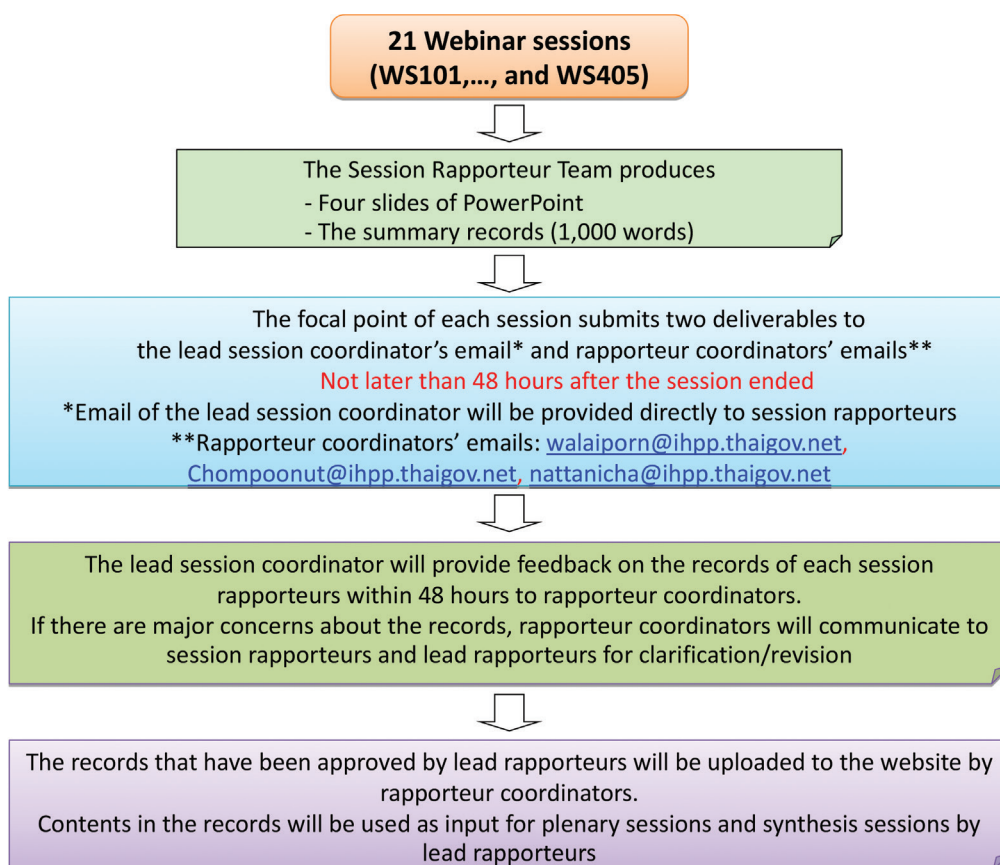 21 Webinar sessions
(WS101,..., and WS405)
The Session Rapporteur Team produces
- Four slides of PowerPoint
- The summary records (1,000 words)
The focal point of each session submits two deliverables to
the lead session coordinator’s email* and rapporteur coordinators’ emails**
Not later than 48 hours after the session ended
*Email of the lead session coordinator will be provided directly to session rapporteurs
**Rapporteur coordinators’ emails: walaiporn@ihpp.thaigov.net,
Chompoonut@ihpp.thaigov.net, nattanicha@ihpp.thaigov.net
The lead session coordinator will provide feedback on the records of each session
rapporteurs within 48 hours to rapporteur coordinators.
If there are major concerns about the records, rapporteur coordinators will communicate to
session rapporteurs and lead rapporteurs for clarification/revision
The records that have been approved by lead rapporteurs will be uploaded to the website by
rapporteur coordinators.
Contents in the records will be used as input for plenary sessions and synthesis sessions by
lead rapporteurs